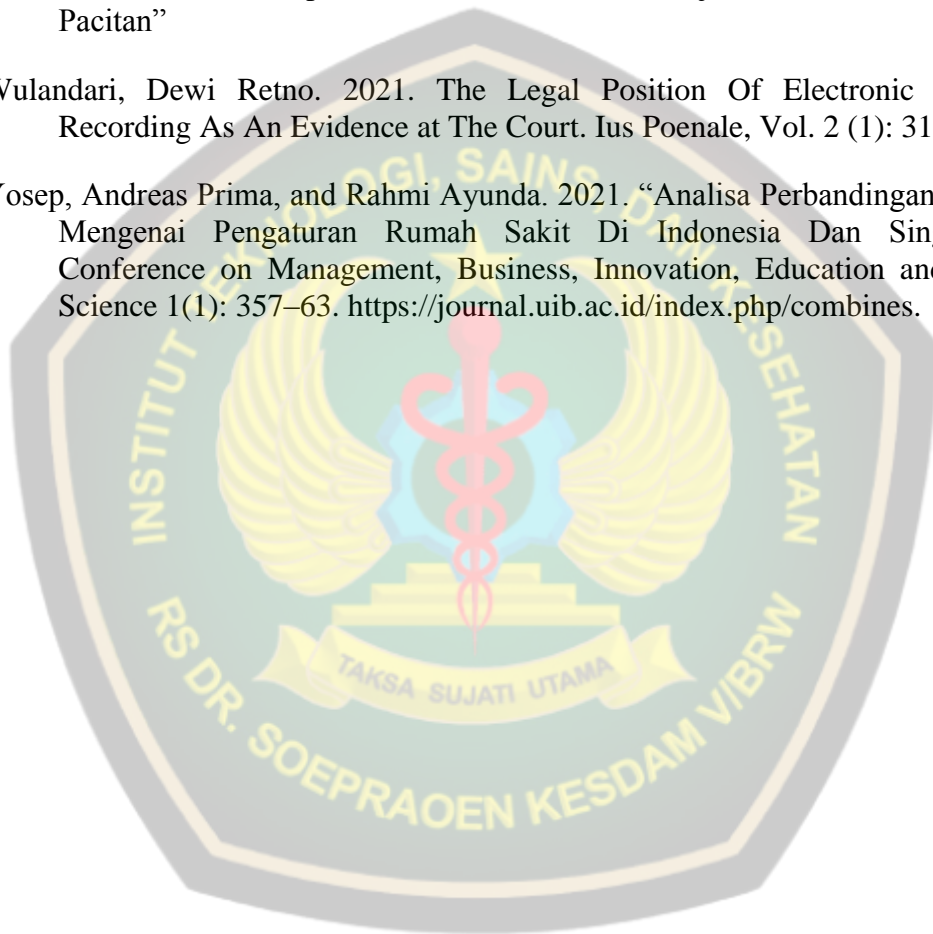 Pacitan”
Wulandari, Dewi Retno. 2021. The Legal Position Of Electronic
Recording As An Evidence at The Court. Ius Poenale, Vol. 2 (1): 31
Yosep, Andreas Prima, and Rahmi Ayunda. 2021. “Analisa Perbandingan
Mengenai Pengaturan Rumah Sakit Di Indonesia Dan Sing
Conference on Management, Business, Innovation, Education and
Science 1(1): 357–63. https://journal.uib.ac.id/index.php/combines.
INSTITUT TEKNOLOGI, SAINS, DAN KESEHATAN
TAKSA SUJATI UTAMA
RS DR. SOEPRAOEN KESDAM V/BRW